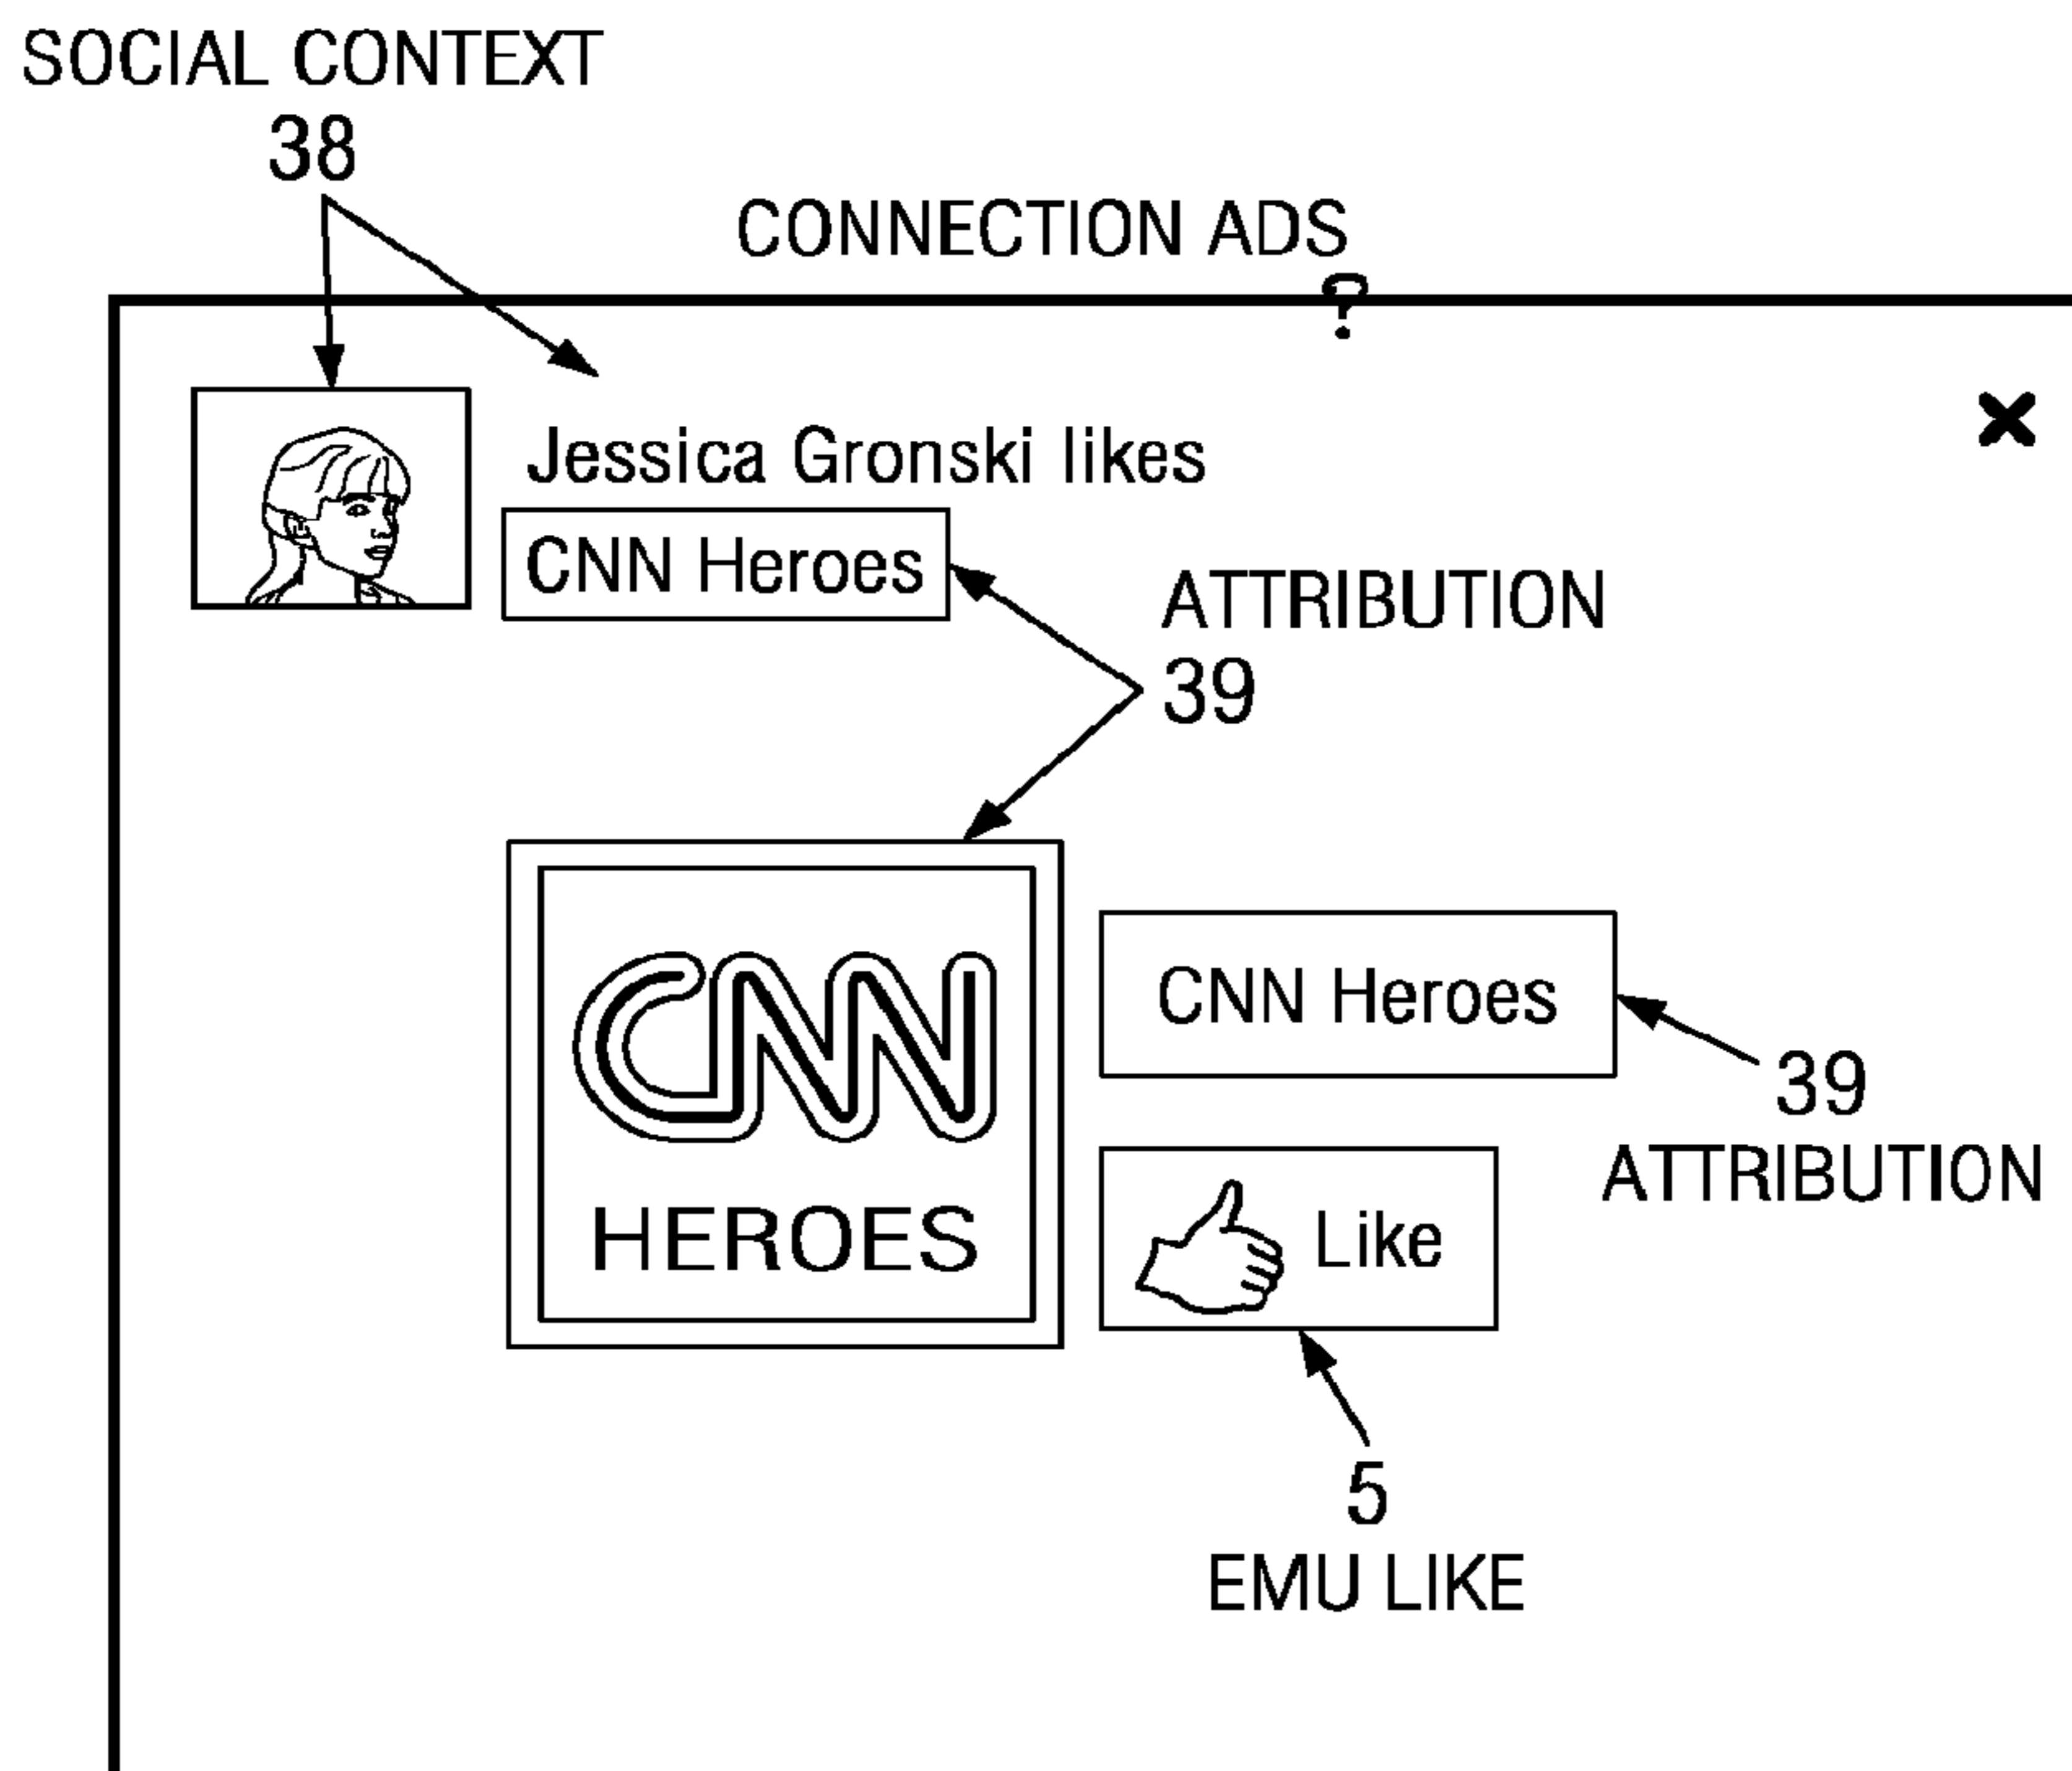 SOCIAL CONTEXT
38
CONNECTION ADS
?
Jessica Gronski likes
CNN Heroes
ATTRIBUTION
39
CNN
HEROES
CNN Heroes
39
ATTRIBUTION
Like
5
EMU LIKE